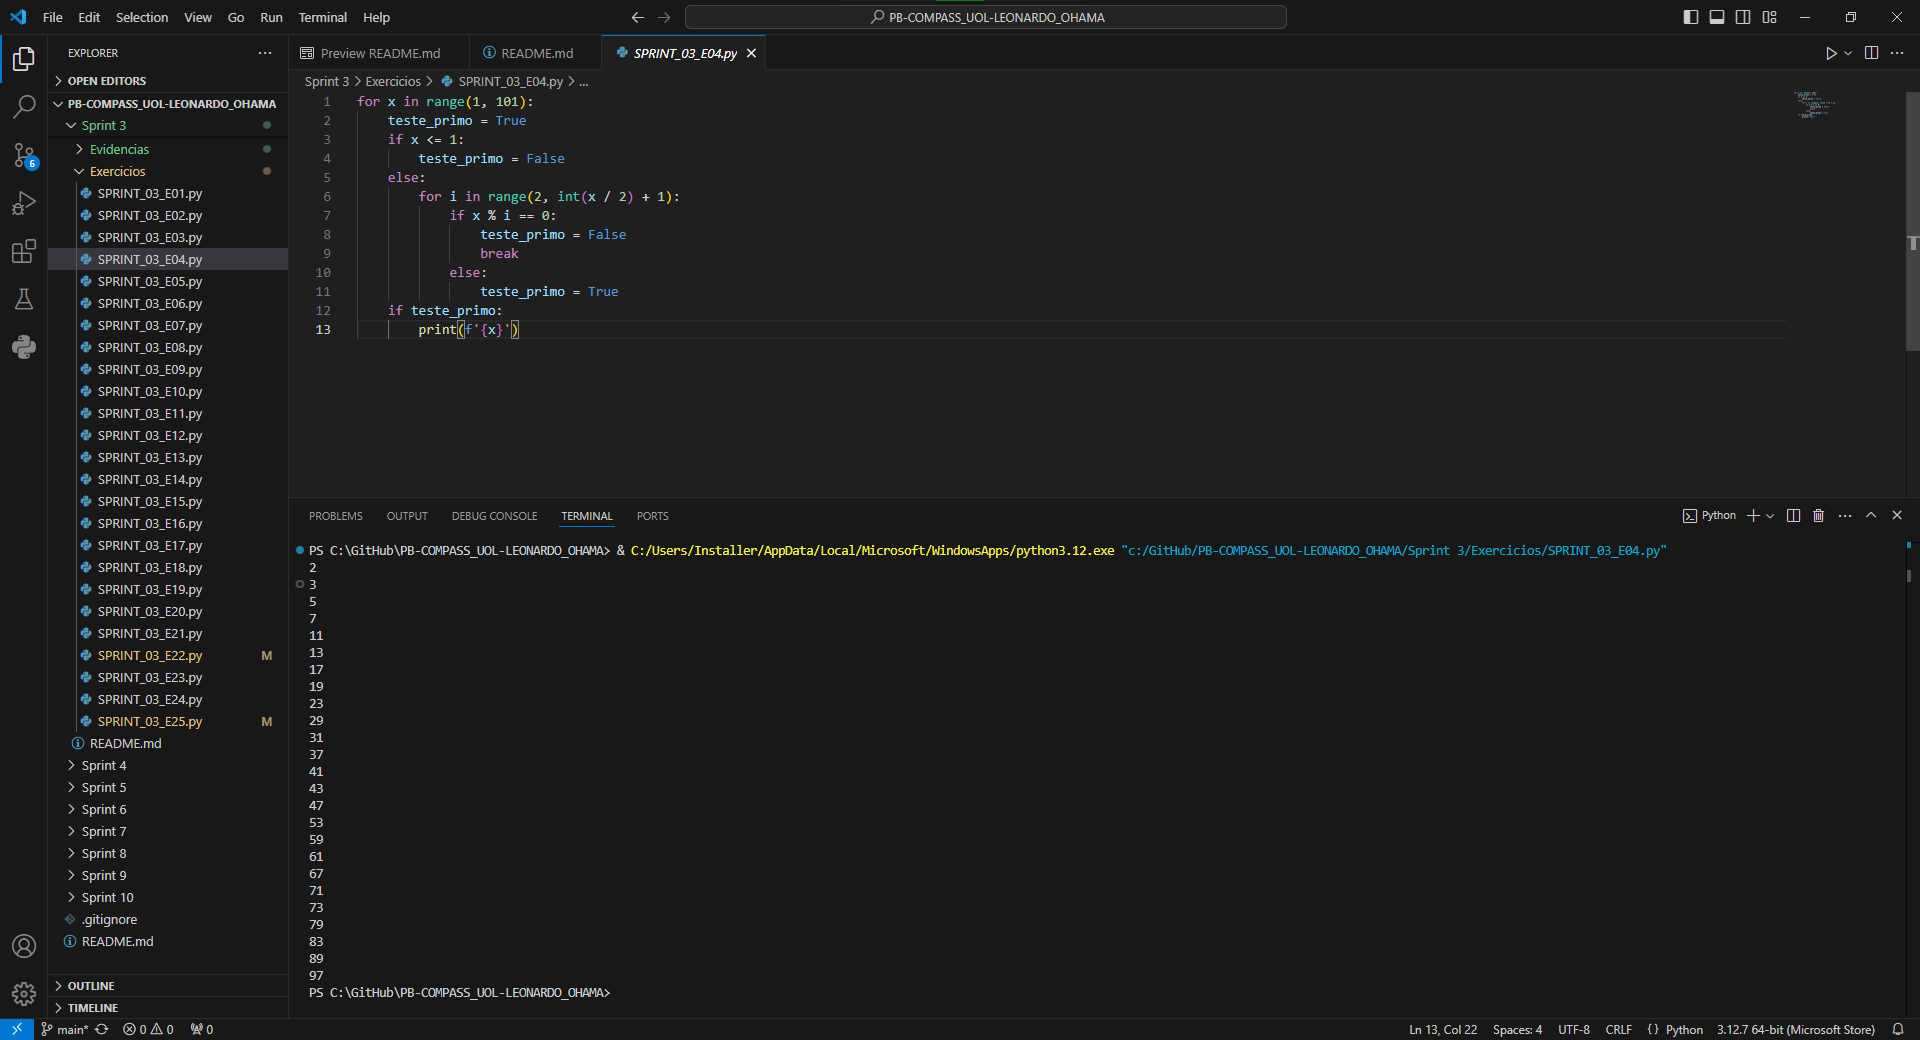 File Edit Selection View Go Run Terminal Help
PB-COMPASS_UOL-LEONARDO_OHAMA
EXPLORER
OPEN EDITORS
PB-COMPASS_UOL-LEONARDO_OHAMA
Sprint 3
Evidencias
Exercicios
SPRINT_03_E01.py
SPRINT_03_E02.py
SPRINT_03_E03.py
SPRINT_03_E04.py
SPRINT_03_E05.py
SPRINT_03_E06.py
SPRINT_03_E07.py
SPRINT_03_E08.py
SPRINT_03_E09.py
SPRINT_03_E10.py
SPRINT_03_E11.py
SPRINT_03_E12.py
SPRINT_03_E13.py
SPRINT_03_E14.py
SPRINT_03_E15.py
SPRINT_03_E16.py
SPRINT_03_E17.py
SPRINT_03_E18.py
SPRINT_03_E19.py
SPRINT_03_E20.py
SPRINT_03_E21.py
SPRINT_03_E22.py M
SPRINT_03_E23.py
SPRINT_03_E24.py
SPRINT_03_E25.py M
README.md
Sprint 4
Sprint 5
Sprint 6
Sprint 7
Sprint 8
Sprint 9
Sprint 10
.gitignore
README.md
OUTLINE
TIMELINE
6
Preview README.md README.md SPRINT_03_E04.py
Sprint 3 > Exercicios > SPRINT_03_E04.py > ...
1 for x in range(1, 101):
2     teste_primo = True
3     if x <= 1:
4         teste_primo = False
5     else:
6         for i in range(2, int(x / 2) + 1):
7             if x % i == 0:
8                 teste_primo = False
9                 break
10             else:
11                 teste_primo = True
12     if teste_primo:
13         print(f'{x}')
PROBLEMS OUTPUT DEBUG CONSOLE TERMINAL PORTS
Python
PS C:\GitHub\PB-COMPASS_UOL-LEONARDO_OHAMA> & C:/Users/Installer/AppData/Local/Microsoft/WindowsApps/python3.12.exe "c:/GitHub/PB-COMPASS_UOL-LEONARDO_OHAMA/Sprint 3/Exercicios/SPRINT_03_E04.py"
2
3
5
7
11
13
17
19
23
29
31
37
41
43
47
53
59
61
67
71
73
79
83
89
97
PS C:\GitHub\PB-COMPASS_UOL-LEONARDO_OHAMA>
main* 0 0 0 Ln 13, Col 22 Spaces: 4 UTF-8 CRLF {} Python 3.12.7 64-bit (Microsoft Store)